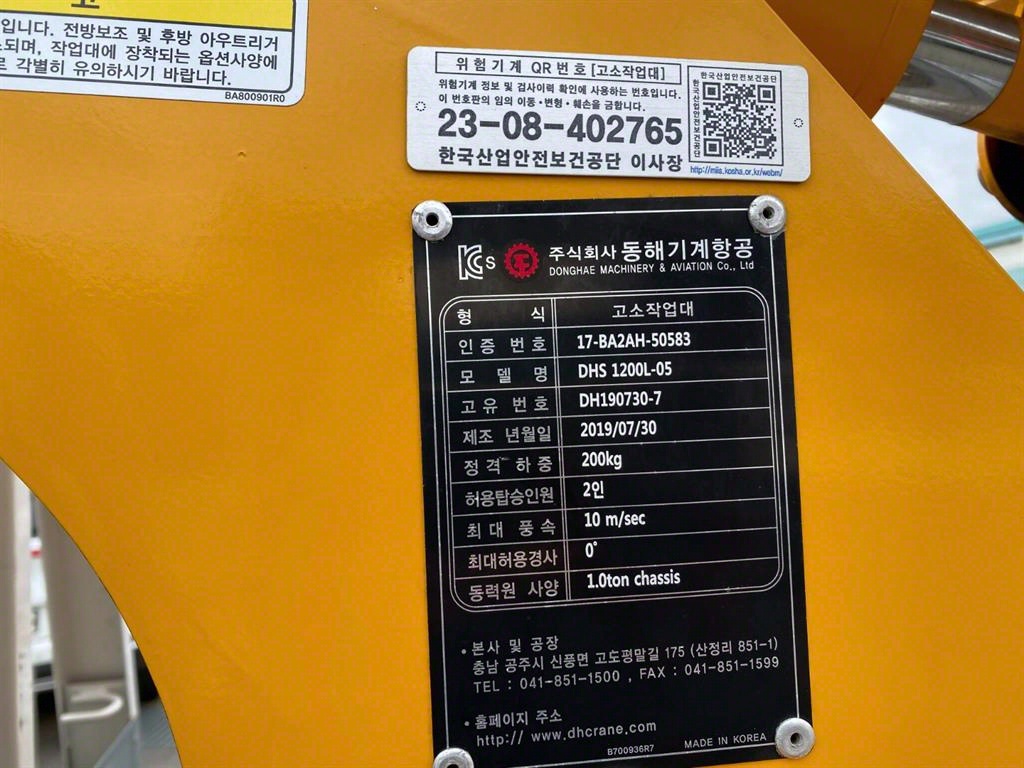 고
입니다. 전방보조 및 후방 아우트리거
되며, 작업대에 장착되는 옵션사양에
로 각별히 유의하시기 바랍니다.
BA800901R0
위험기계 QR 번호 [고소작업대]
위험기계 정보 및 검사이력 확인에 사용하는 번호입니다.
이 번호판의 임의 이동·변형·훼손을 금합니다.
23-08-402765
한국산업안전보건공단 이사장
한국산업안전보건공단
한국산업안전보건공단
http://miis.kosha.or.kr/webm/
KCs 주식회사 동해기계항공
DONGHAE MACHINERY & AVIATION Co., Ltd
형 식 고소작업대
인증 번호 17-BA2AH-50583
모 델 명 DHS 1200L-05
고유 번호 DH190730-7
제조 년월일 2019/07/30
정격 하중 200kg
허용탑승인원 2인
최대 풍속 10 m/sec
최대허용경사 0°
동력원 사양 1.0ton chassis
• 본사 및 공장
충남 공주시 신풍면 고도평말길 175 (산정리 851-1)
TEL : 041-851-1500 , FAX : 041-851-1599
• 홈페이지 주소
http:// www.dhcrane.com
B700936R7 MADE IN KOREA